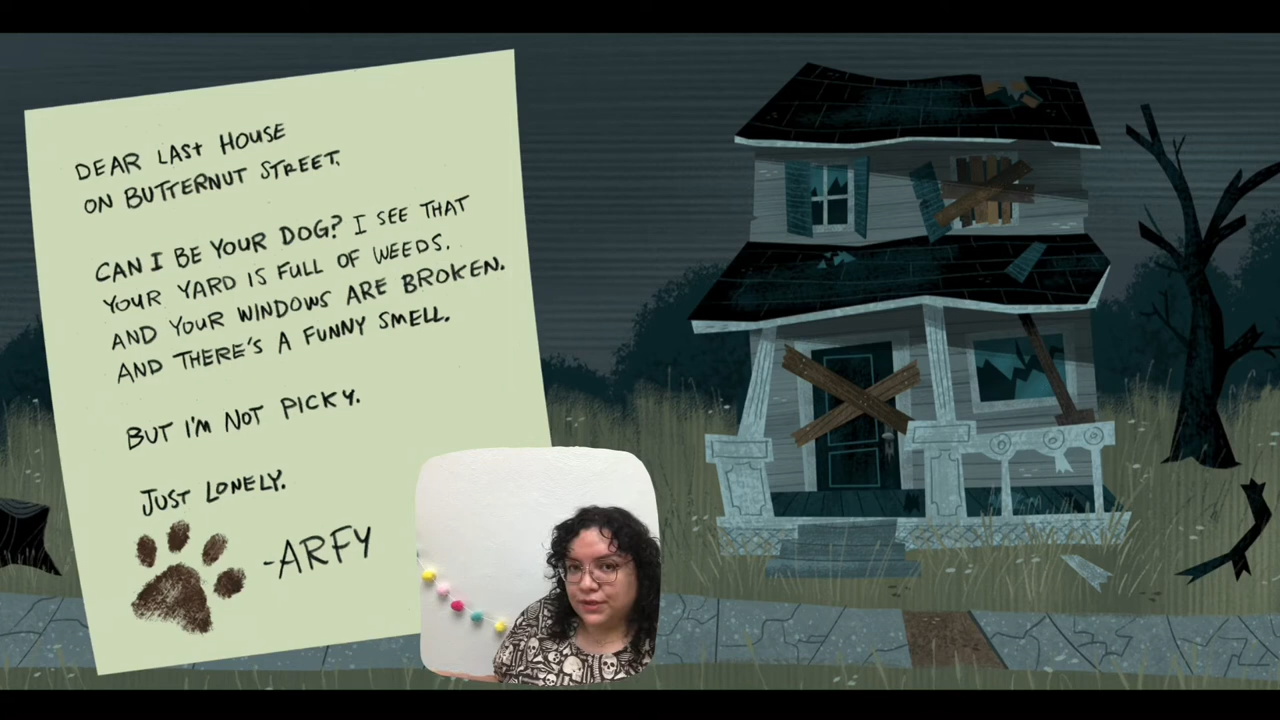 DEAR LAST HOUSE
ON BUTTERNUT STREET,
CAN I BE YOUR DOG? I SEE THAT
YOUR YARD IS FULL OF WEEDS.
AND YOUR WINDOWS ARE BROKEN.
AND THERE'S A FUNNY SMELL.
BUT I'M NOT PICKY.
JUST LONELY.
-ARFY